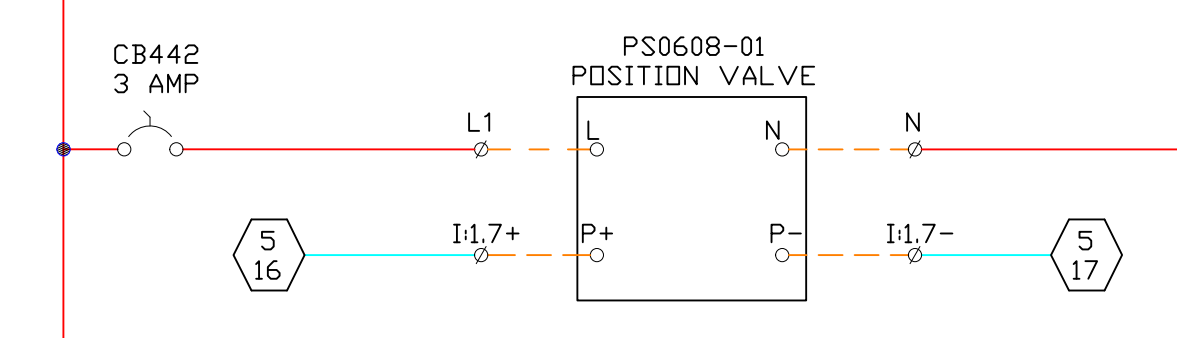 CB442
3 AMP
PS0608-01
POSITION VALVE
L1
L
N
N
I:1.7+
P+
P-
I:1.7-
5
16
5
17